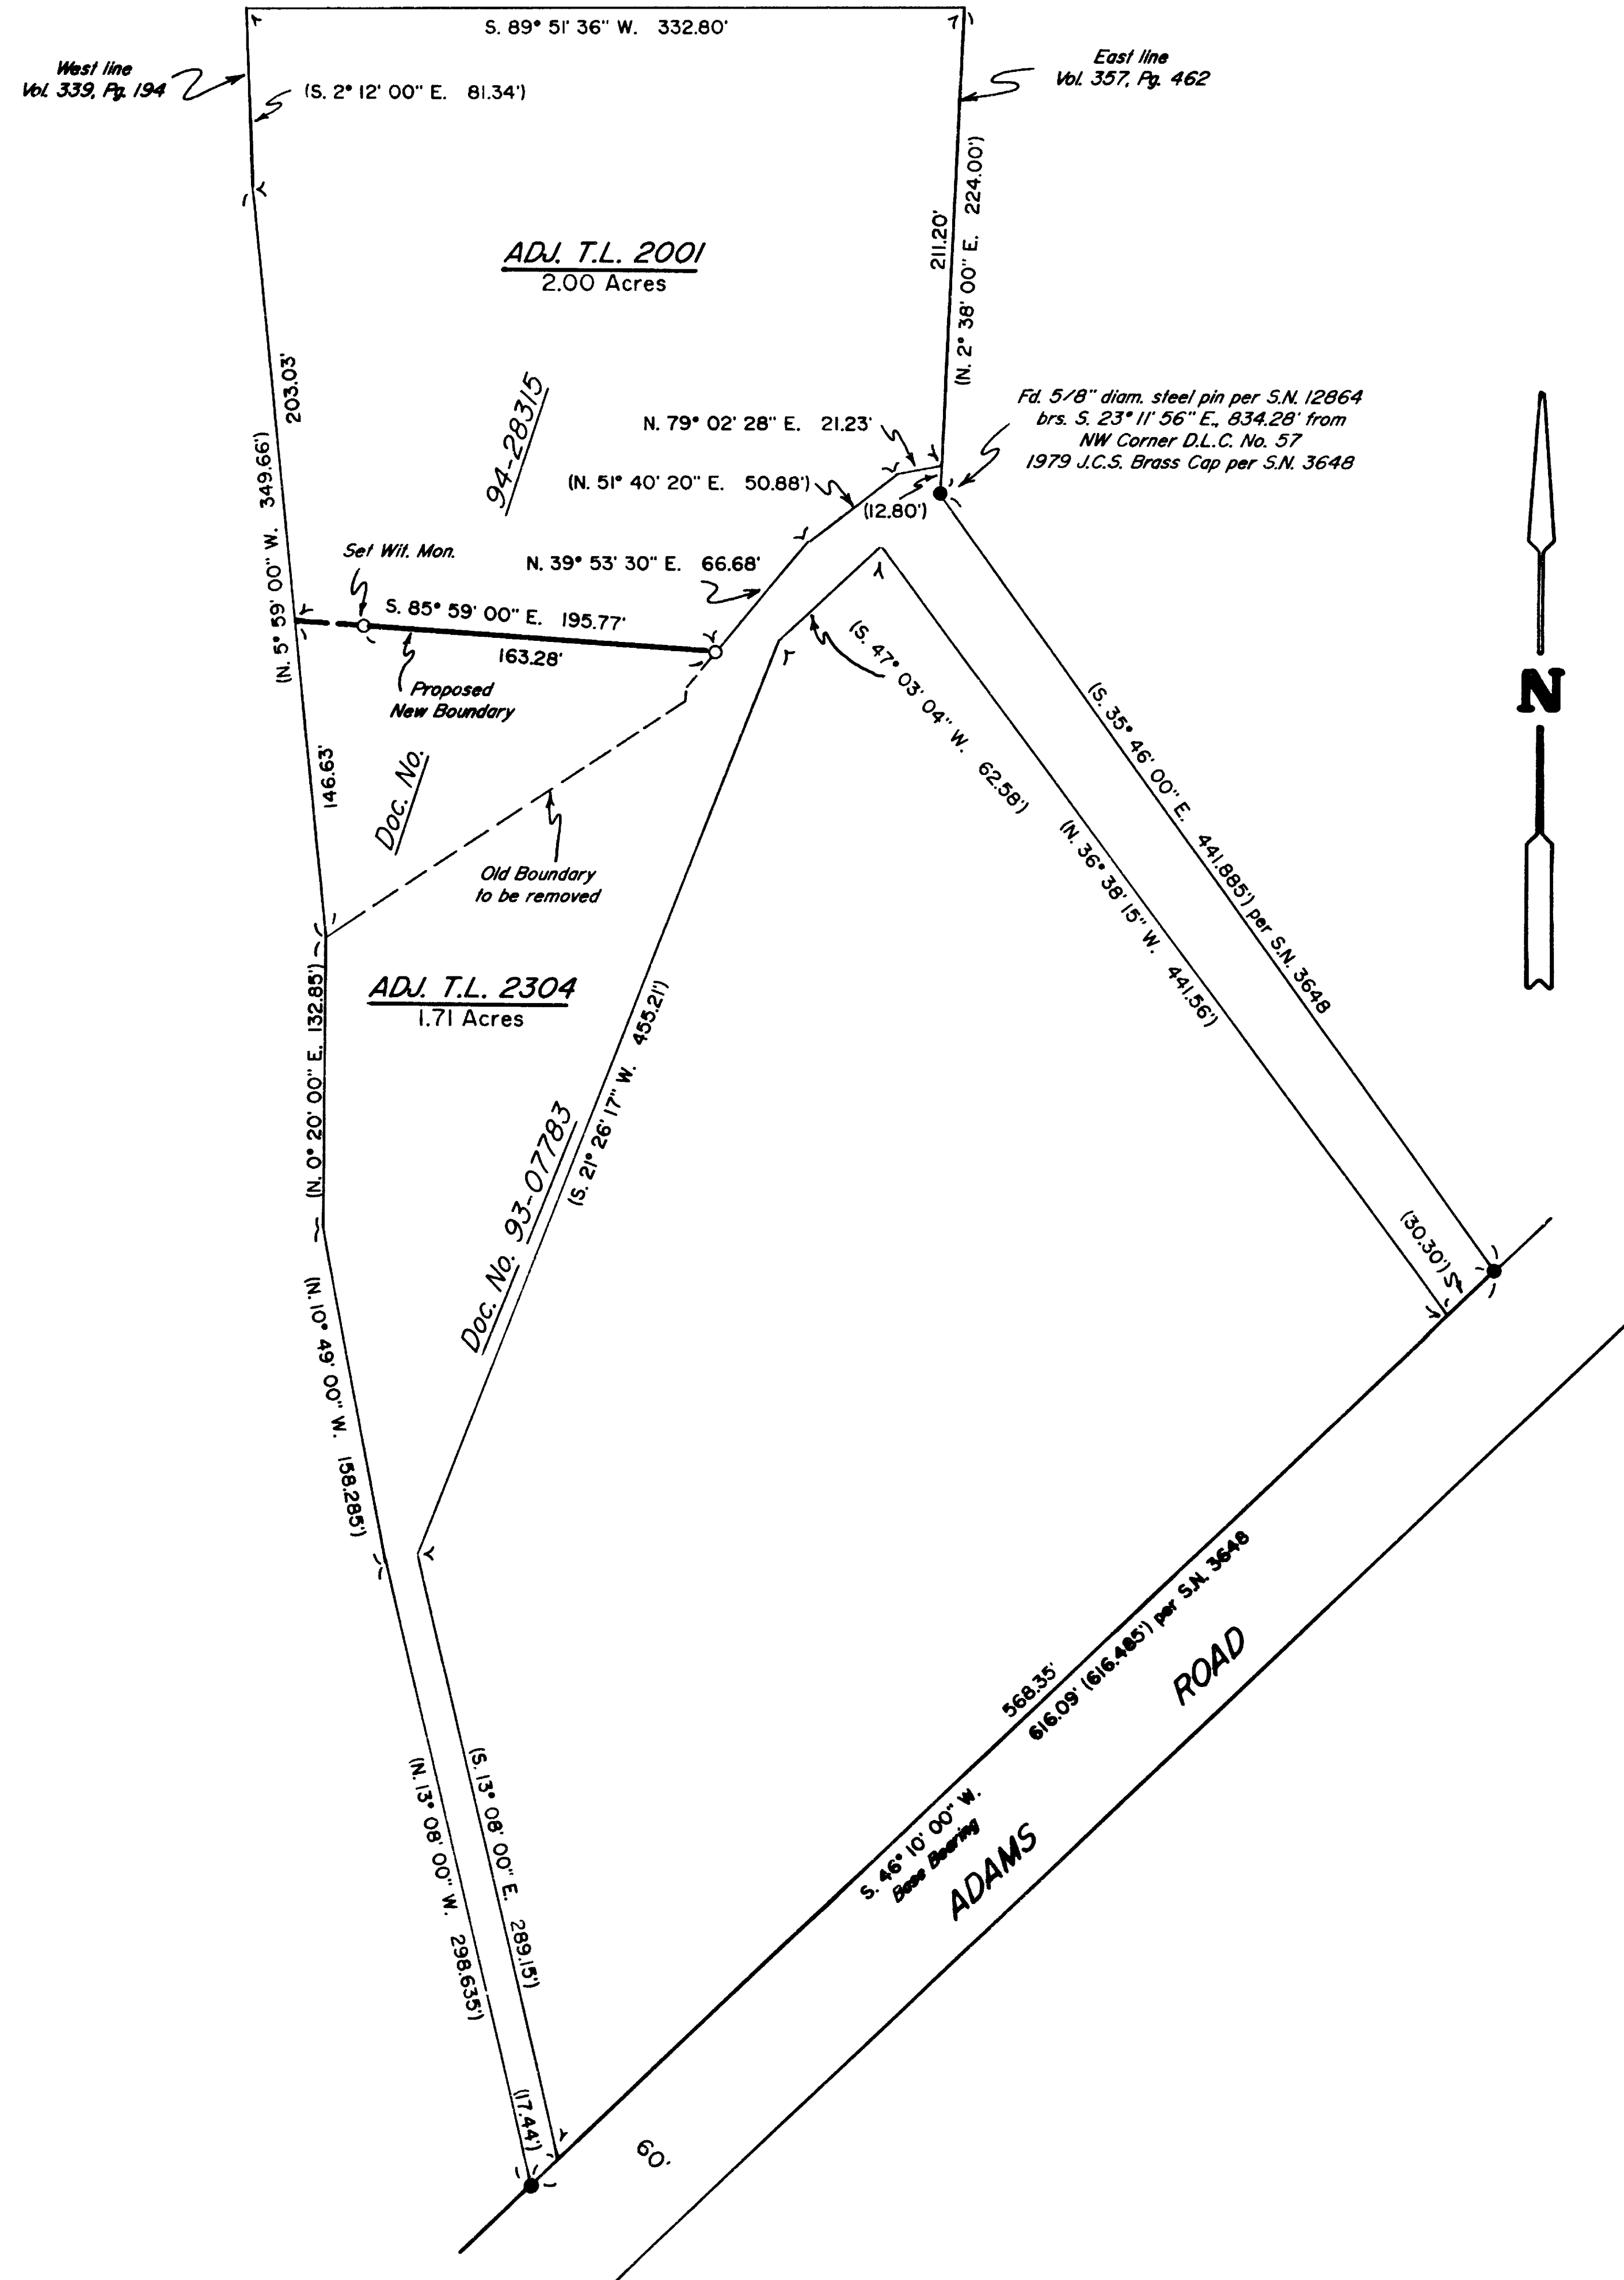 S. 89° 51' 36" W. 332.80'
West line
Vol. 339, Pg. 194
(S. 2° 12' 00" E. 81.34')
East line
Vol. 357, Pg. 462
211.20'
(N. 2° 38' 00" E. 224.00')
ADJ. T.L. 2001
2.00 Acres
203.03'
(N. 5° 59' 00" W. 349.66')
94-28315
N. 79° 02' 28" E. 21.23'
(N. 51° 40' 20" E. 50.88')
(12.80')
Fd. 5/8" diam. steel pin per S.N. 12864
brs. S. 23° 11' 56" E., 834.28' from
NW Corner D.L.C. No. 57
1979 J.C.S. Brass Cap per S.N. 3648
N. 39° 53' 30" E. 66.68'
Set Wit. Mon.
S. 85° 59' 00" E. 195.77'
163.28'
Proposed
New Boundary
N
(S. 47° 03' 04" W. 62.58')
(S. 35° 46' 00" E. 441.885') per S.N. 3648
(N. 36° 38' 15" W. 441.56')
146.63'
Doc. No.
Old Boundary
to be removed
ADJ. T.L. 2304
1.71 Acres
(N. 0° 20' 00" E. 132.85')
(S. 21° 26' 17" W. 455.21')
Doc. No. 93-07783
(30.30')
(N. 10° 49' 00" W. 158.285')
568.35'
616.09' (616.485') per S.N. 3648
ROAD
S. 46° 10' 00" W.
Base Bearing
ADAMS
(N. 13° 08' 00" W. 298.635')
(S. 13° 08' 00" E. 289.15')
(17.44')
60'